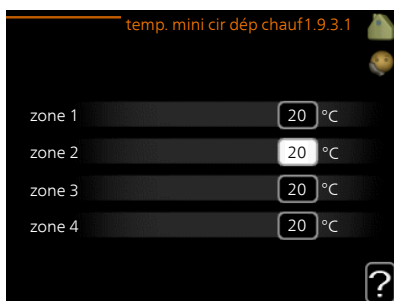 temp. mini cir dép chauf1.9.3.1
zone 1 20 °C
zone 2 20 °C
zone 3 20 °C
zone 4 20 °C
?